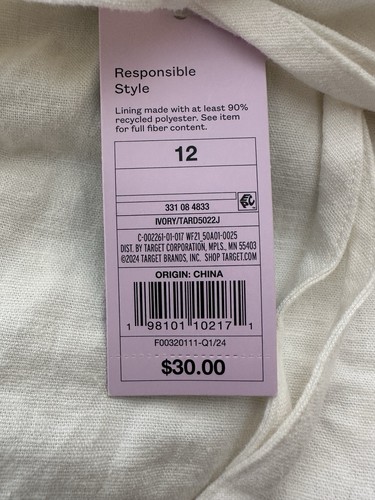 Responsible
Style
Lining made with at least 90%
recycled polyester. See item
for full fiber content.
12
331 08 4833
IVORY/TARD5022J
C-002261-01-017 WF21_50A01-0025
DIST. BY TARGET CORPORATION, MPLS., MN 55403
©2024 TARGET BRANDS, INC. SHOP TARGET.COM
ORIGIN: CHINA
1 98101 10217 1
F00320111-Q1/24
$30.00